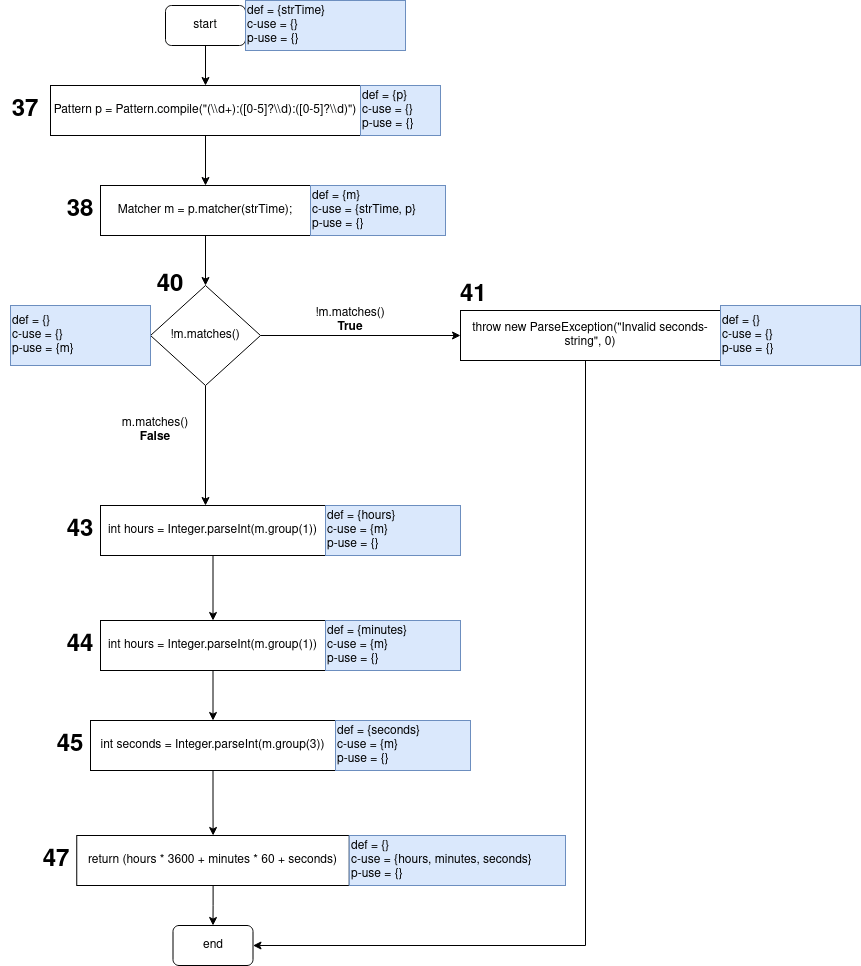 start
def = {strTime}
c-use = {}
p-use = {}
37
Pattern p = Pattern.compile("(\\d+):([0-5]?\\d):([0-5]?\\d)")
def = {p}
c-use = {}
p-use = {}
38
Matcher m = p.matcher(strTime);
def = {m}
c-use = {strTime, p}
p-use = {}
40
!m.matches()
def = {}
c-use = {}
p-use = {m}
!m.matches()
True
41
throw new ParseException("Invalid seconds-
string", 0)
def = {}
c-use = {}
p-use = {}
m.matches()
False
43
int hours = Integer.parseInt(m.group(1))
def = {hours}
c-use = {m}
p-use = {}
44
int hours = Integer.parseInt(m.group(1))
def = {minutes}
c-use = {m}
p-use = {}
45
int seconds = Integer.parseInt(m.group(3))
def = {seconds}
c-use = {m}
p-use = {}
47
return (hours * 3600 + minutes * 60 + seconds)
def = {}
c-use = {hours, minutes, seconds}
p-use = {}
end